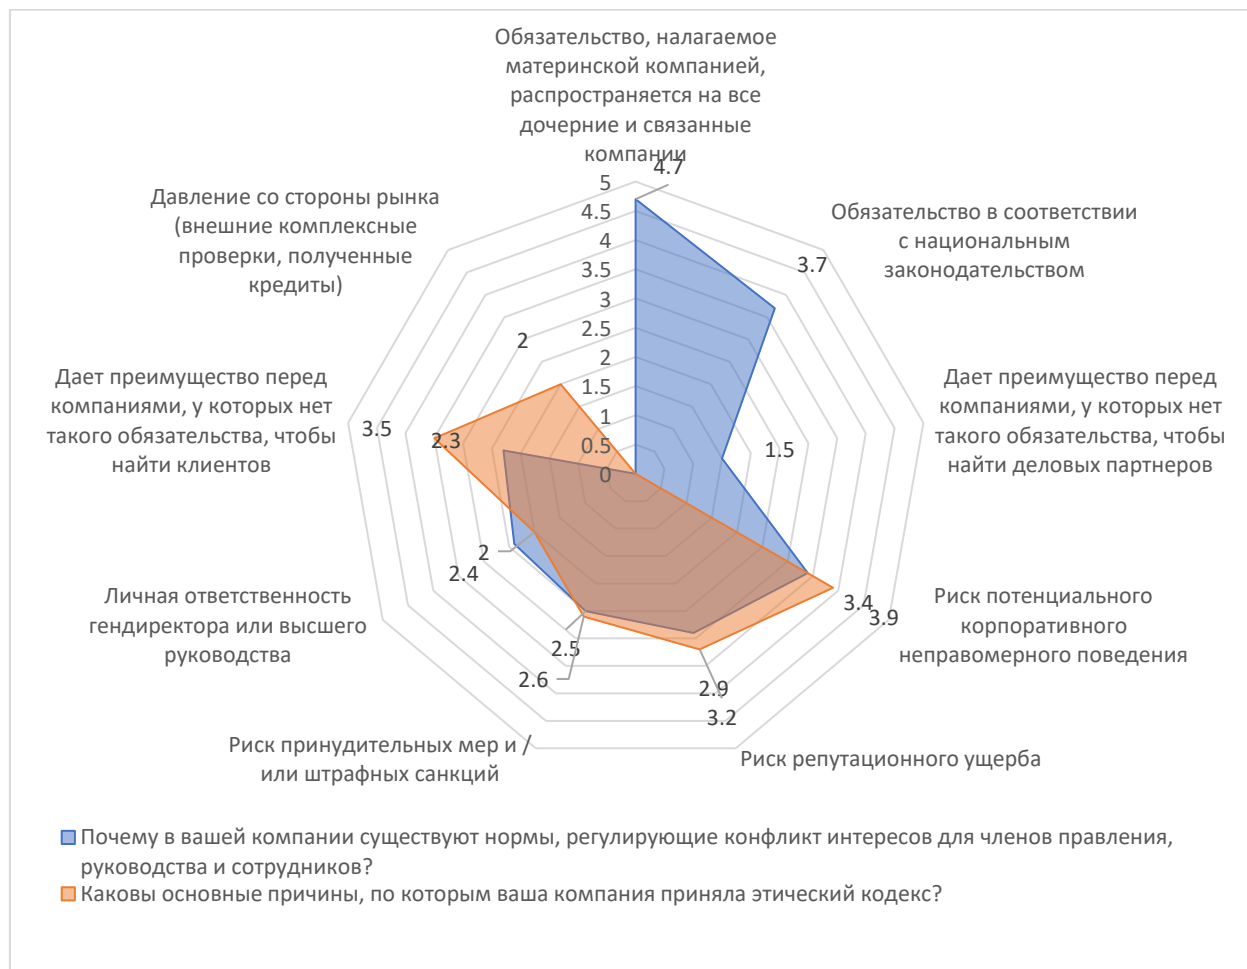 Обязательство, налагаемое
материнской компанией,
распространяется на все
дочерние и связанные
компании
4.7
Давление со стороны рынка
(внешние комплексные
проверки, полученные
кредиты)
Обязательство в соответствии
с национальным
законодательством
3.7
5
4.5
4
3.5
3
2.5
2
1.5
1
0.5
0
2
Дает преимущество перед
компаниями, у которых нет
такого обязательства, чтобы
найти клиентов
3.5
2.3
1.5
Дает преимущество перед
компаниями, у которых нет
такого обязательства, чтобы
найти деловых партнеров
Личная ответственность
гендиректора или высшего
руководства
2
2.4
3.4
3.9
Риск потенциального
корпоративного
неправомерного поведения
2.5
2.6
2.9
3.2
Риск принудительных мер и /
или штрафных санкций
Риск репутационного ущерба
Почему в вашей компании существуют нормы, регулирующие конфликт интересов для членов правления,
руководства и сотрудников?
Каковы основные причины, по которым ваша компания приняла этический кодекс?